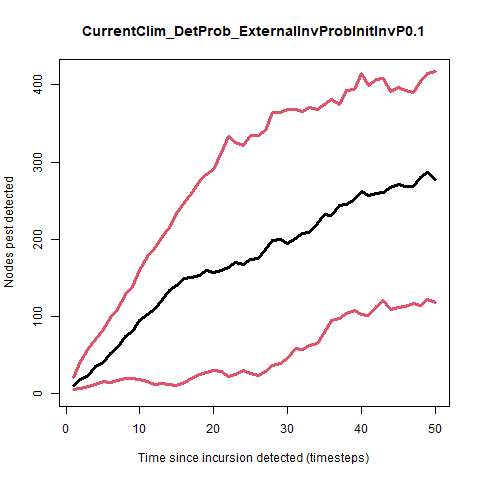 CurrentClim_DetProb_ExternalInvProbInitInvP0.1
Nodes pest detected
400
300
200
100
0
0 10 20 30 40 50
Time since incursion detected (timesteps)